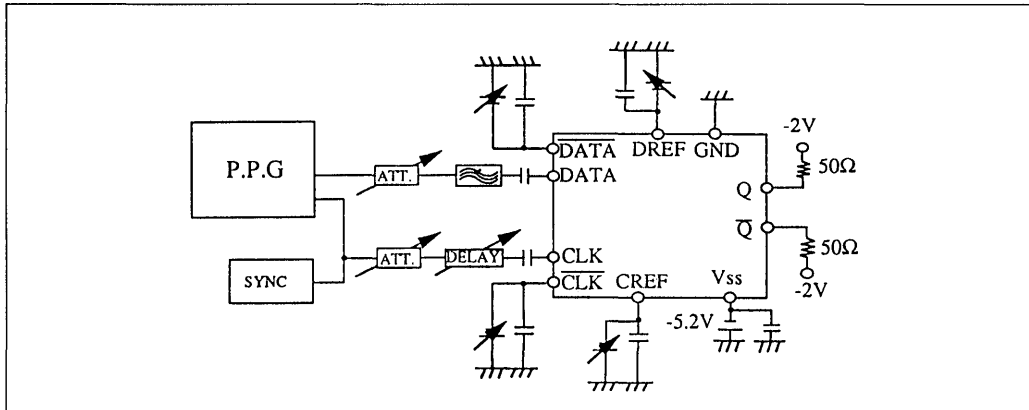 P.P.G
SYNC
ATT.
ATT.
DELAY
DATA
DATA
CLK
CLK
DREF
GND
CREF
Vss
Q
Q
-2V
50Ω
50Ω
-2V
-5.2V